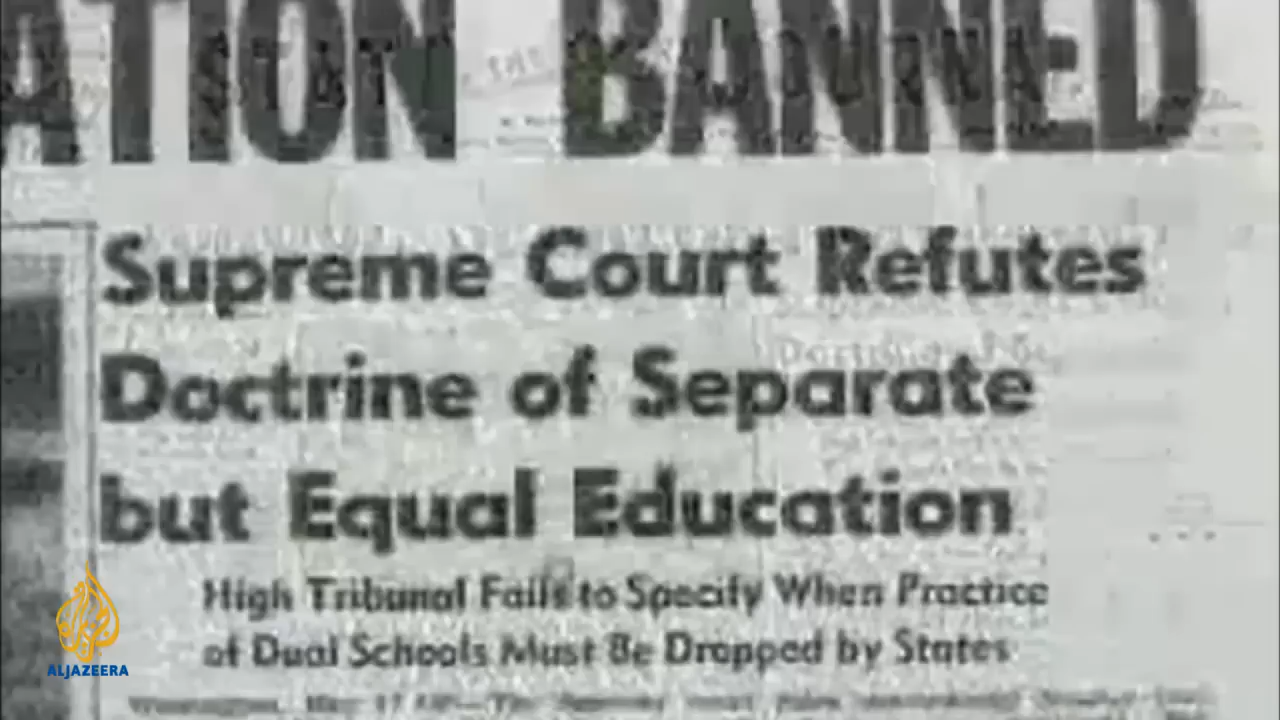 ATION BANNED
Supreme Court Refutes
Doctrine of Separate
but Equal Education
High Tribunal Fails to Specify When Practice
of Dual Schools Must Be Dropped by States
ALJAZEERA